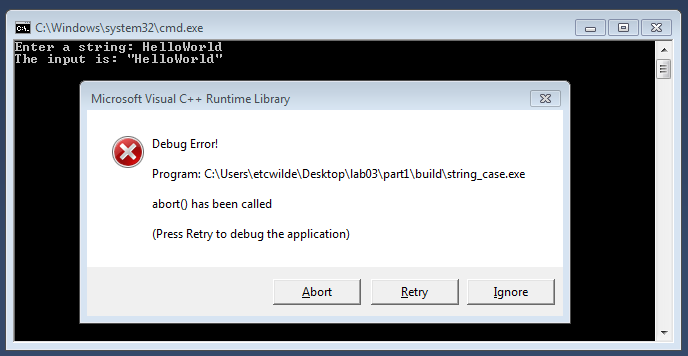 C:\Windows\system32\cmd.exe
Enter a string: HelloWorld
The input is: "HelloWorld"
Microsoft Visual C++ Runtime Library
Debug Error!
Program: C:\Users\etcwilde\Desktop\lab03\part1\build\string_case.exe
abort() has been called
(Press Retry to debug the application)
Abort Retry Ignore